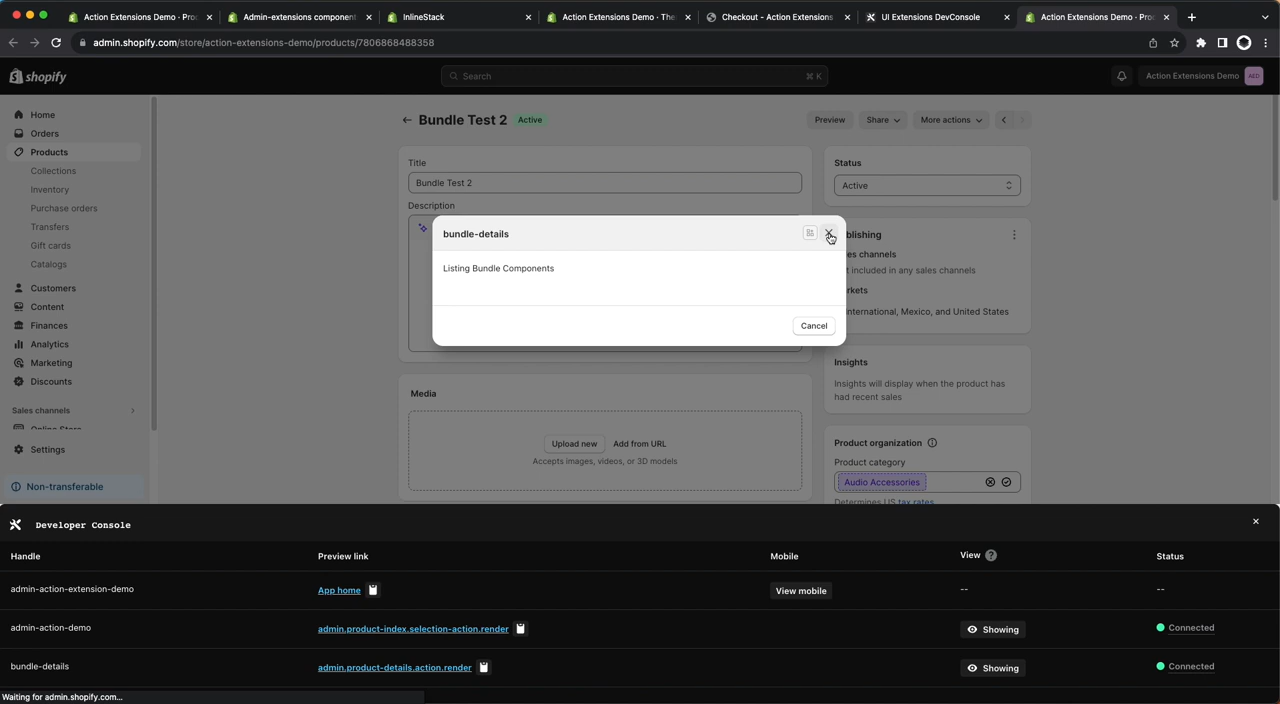 Action Extensions Demo · Proc
Admin-extensions component
InlineStack
Action Extensions Demo · The
Checkout - Action Extensions
UI Extensions DevConsole
Action Extensions Demo · Proc
admin.shopify.com/store/action-extensions-demo/products/7806868488358
shopify
Search
⌘ K
Action Extensions Demo
AED
Home
Orders
Products
Collections
Inventory
Purchase orders
Transfers
Gift cards
Catalogs
Customers
Content
Finances
Analytics
Marketing
Discounts
Sales channels
Online Store
Settings
Non-transferable
Bundle Test 2
Active
Preview
Share
More actions
Title
Bundle Test 2
Description
Status
Active
blishing
es channels
t included in any sales channels
rkets
nternational, Mexico, and United States
bundle-details
Listing Bundle Components
Cancel
Insights
Insights will display when the product has
had recent sales
Media
Upload new
Add from URL
Accepts images, videos, or 3D models
Product organization
Product category
Audio Accessories
Determines US tax rates
Developer Console
Handle
Preview link
Mobile
View ?
Status
admin-action-extension-demo
App home
View mobile
--
--
admin-action-demo
admin.product-index.selection-action.render
Showing
Connected
bundle-details
admin.product-details.action.render
Showing
Connected
Waiting for admin.shopify.com...